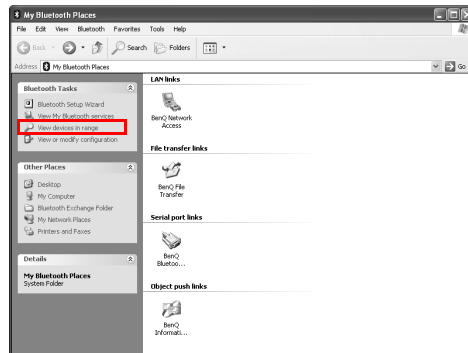 My Bluetooth Places
File Edit View Bluetooth Favorites Tools Help
Back Search Folders
Address My Bluetooth Places Go
Bluetooth Tasks
Bluetooth Setup Wizard
View My Bluetooth services
View devices in range
View or modify configuration
Other Places
Desktop
My Computer
Bluetooth Exchange Folder
My Network Places
Printers and Faxes
Details
My Bluetooth Places
System Folder
LAN links
BenQ Network
Access
File transfer links
BenQ File
Transfer
Serial port links
BenQ
Bluetoo...
Object push links
BenQ
Informati...